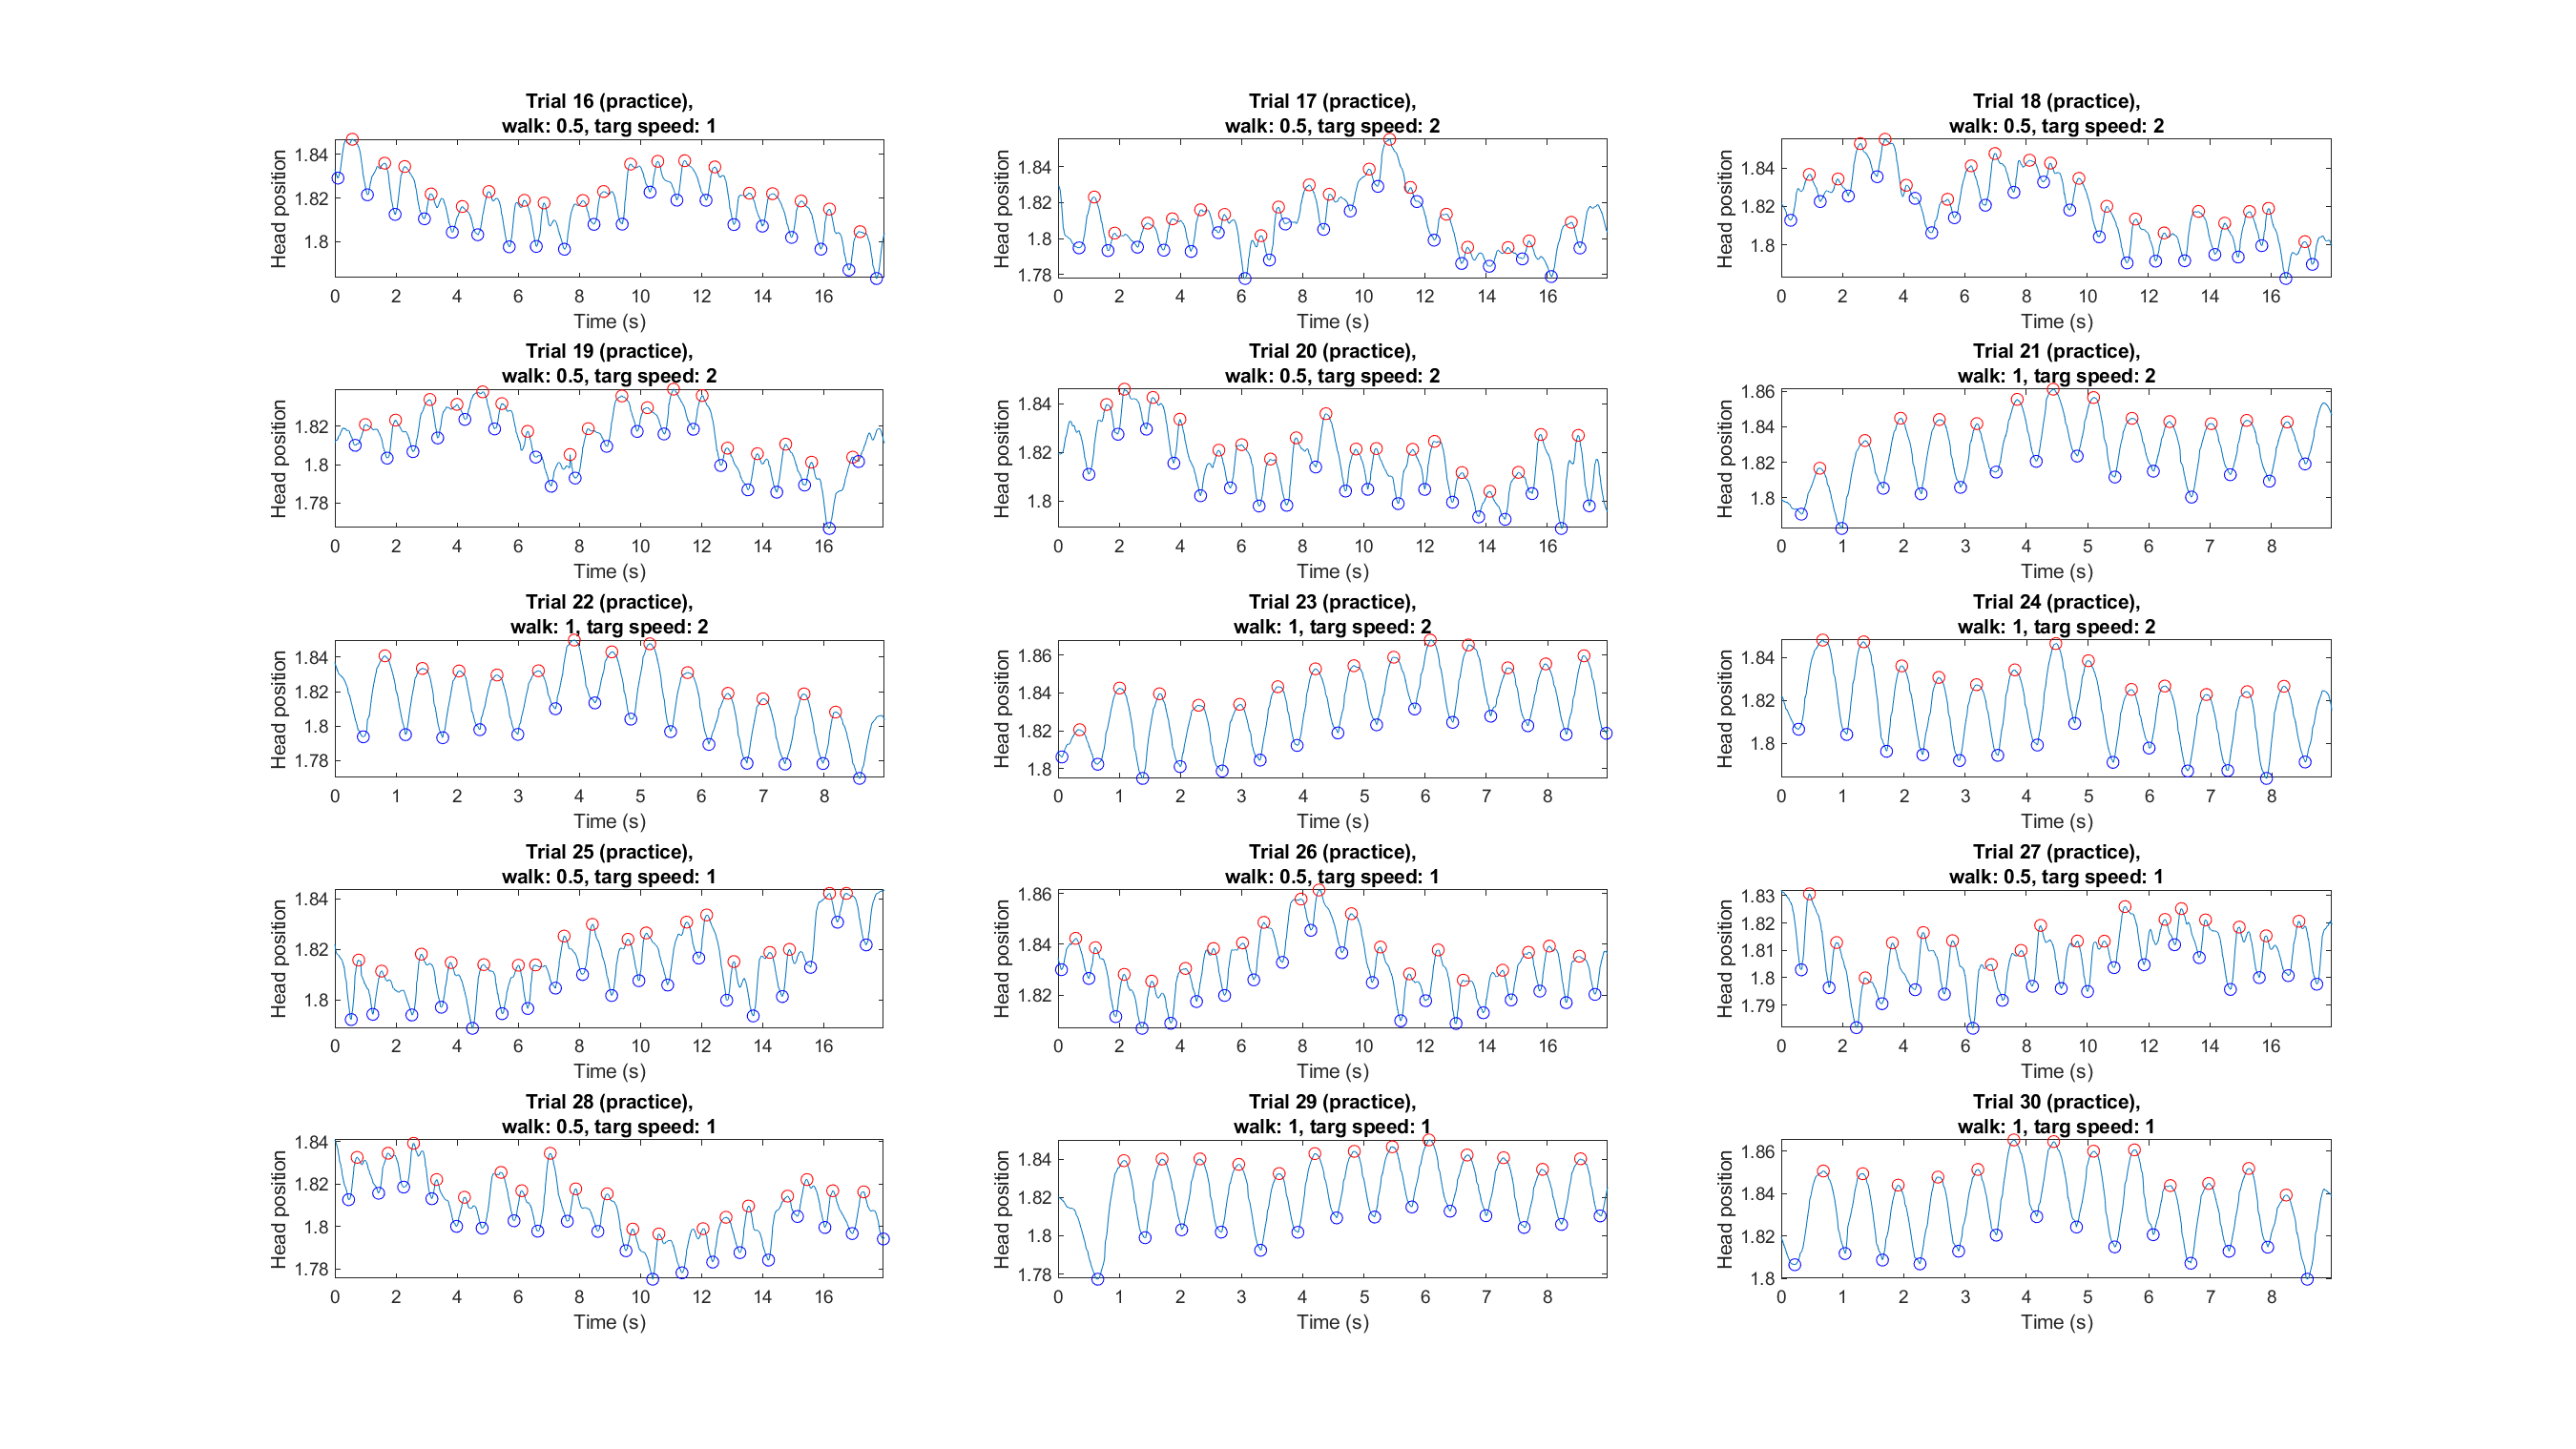 Trial 16 (practice),
walk: 0.5, targ speed: 1
Head position
1.84
1.82
1.8
0 2 4 6 8 10 12 14 16
Time (s)
Trial 17 (practice),
walk: 0.5, targ speed: 2
Head position
1.84
1.82
1.8
1.78
0 2 4 6 8 10 12 14 16
Time (s)
Trial 18 (practice),
walk: 0.5, targ speed: 2
Head position
1.84
1.82
1.8
0 2 4 6 8 10 12 14 16
Time (s)
Trial 19 (practice),
walk: 0.5, targ speed: 2
Head position
1.82
1.8
1.78
0 2 4 6 8 10 12 14 16
Time (s)
Trial 20 (practice),
walk: 0.5, targ speed: 2
Head position
1.84
1.82
1.8
0 2 4 6 8 10 12 14 16
Time (s)
Trial 21 (practice),
walk: 1, targ speed: 2
Head position
1.86
1.84
1.82
1.8
0 1 2 3 4 5 6 7 8
Time (s)
Trial 22 (practice),
walk: 1, targ speed: 2
Head position
1.84
1.82
1.8
1.78
0 1 2 3 4 5 6 7 8
Time (s)
Trial 23 (practice),
walk: 1, targ speed: 2
Head position
1.86
1.84
1.82
1.8
0 1 2 3 4 5 6 7 8
Time (s)
Trial 24 (practice),
walk: 1, targ speed: 2
Head position
1.84
1.82
1.8
0 1 2 3 4 5 6 7 8
Time (s)
Trial 25 (practice),
walk: 0.5, targ speed: 1
Head position
1.84
1.82
1.8
0 2 4 6 8 10 12 14 16
Time (s)
Trial 26 (practice),
walk: 0.5, targ speed: 1
Head position
1.86
1.84
1.82
0 2 4 6 8 10 12 14 16
Time (s)
Trial 27 (practice),
walk: 0.5, targ speed: 1
Head position
1.83
1.82
1.81
1.8
1.79
0 2 4 6 8 10 12 14 16
Time (s)
Trial 28 (practice),
walk: 0.5, targ speed: 1
Head position
1.84
1.82
1.8
1.78
0 2 4 6 8 10 12 14 16
Time (s)
Trial 29 (practice),
walk: 1, targ speed: 1
Head position
1.84
1.82
1.8
1.78
0 1 2 3 4 5 6 7 8
Time (s)
Trial 30 (practice),
walk: 1, targ speed: 1
Head position
1.86
1.84
1.82
1.8
0 1 2 3 4 5 6 7 8
Time (s)